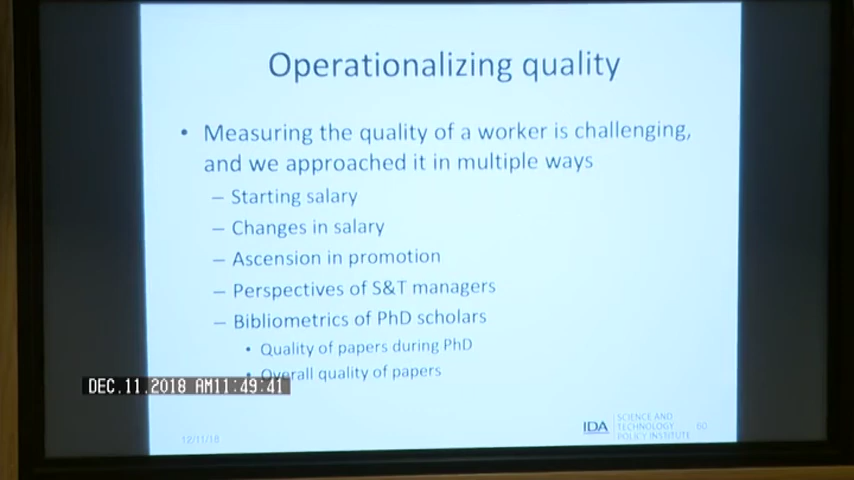 Operationalizing quality
• Measuring the quality of a worker is challenging,
and we approached it in multiple ways
– Starting salary
– Changes in salary
– Ascension in promotion
– Perspectives of S&T managers
– Bibliometrics of PhD scholars
• Quality of papers during PhD
• Overall quality of papers
DEC.11.2018 AM11:49:41
12/11/18
IDA
SCIENCE AND
TECHNOLOGY
POLICY INSTITUTE
60